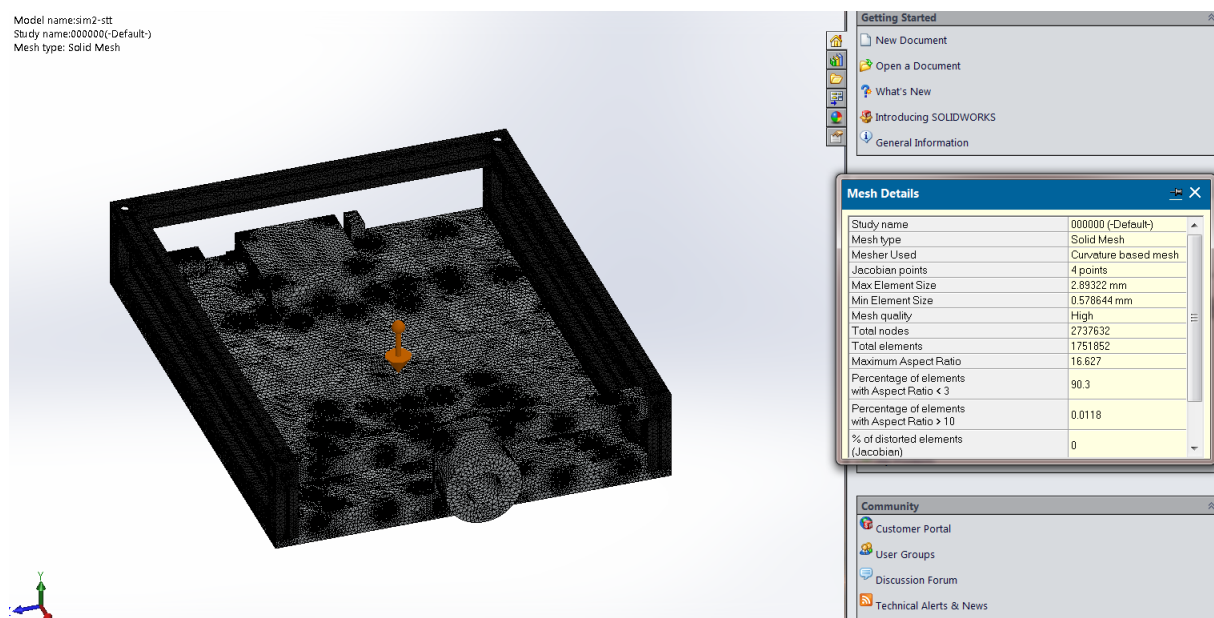 Model name:sim2-stt
Study name:000000(-Default-)
Mesh type: Solid Mesh
Getting Started
New Document
Open a Document
What's New
Introducing SOLIDWORKS
General Information
Mesh Details
Study name 000000 (-Default-)
Mesh type Solid Mesh
Mesher Used Curvature based mesh
Jacobian points 4 points
Max Element Size 2.89322 mm
Min Element Size 0.578644 mm
Mesh quality High
Total nodes 2737632
Total elements 1751852
Maximum Aspect Ratio 16.627
Percentage of elements
with Aspect Ratio < 3 90.3
Percentage of elements
with Aspect Ratio > 10 0.0118
% of distorted elements
(Jacobian) 0
Community
Customer Portal
User Groups
Discussion Forum
Technical Alerts & News
Y